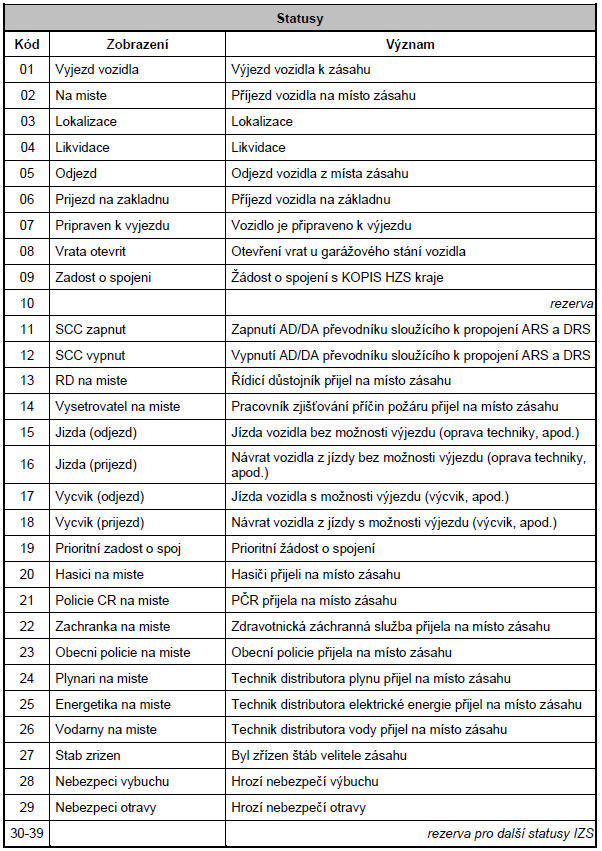 Statusy
Kód Zobrazení Význam
01 Vyjezd vozidla Výjezd vozidla k zásahu
02 Na miste Příjezd vozidla na místo zásahu
03 Lokalizace Lokalizace
04 Likvidace Likvidace
05 Odjezd Odjezd vozidla z místa zásahu
06 Prijezd na zakladnu Příjezd vozidla na základnu
07 Pripraven k vyjezdu Vozidlo je připraveno k výjezdu
08 Vrata otevrit Otevření vrat u garážového stání vozidla
09 Zadost o spojeni Žádost o spojení s KOPIS HZS kraje
10 rezerva
11 SCC zapnut Zapnutí AD/DA převodníku sloužícího k propojení ARS a DRS
12 SCC vypnut Vypnutí AD/DA převodníku sloužícího k propojení ARS a DRS
13 RD na miste Řídicí důstojník přijel na místo zásahu
14 Vysetrovatel na miste Pracovník zjišťování příčin požáru přijel na místo zásahu
15 Jizda (odjezd) Jízda vozidla bez možnosti výjezdu (oprava techniky, apod.)
16 Jizda (prijezd) Návrat vozidla z jízdy bez možnosti výjezdu (oprava techniky,
apod.)
17 Vycvik (odjezd) Jízda vozidla s možnosti výjezdu (výcvik, apod.)
18 Vycvik (prijezd) Návrat vozidla z jízdy s možnosti výjezdu (výcvik, apod.)
19 Prioritni zadost o spoj Prioritní žádost o spojení
20 Hasici na miste Hasiči přijeli na místo zásahu
21 Policie CR na miste PČR přijela na místo zásahu
22 Zachranka na miste Zdravotnická záchranná služba přijela na místo zásahu
23 Obecni policie na miste Obecní policie přijela na místo zásahu
24 Plynari na miste Technik distributora plynu přijel na místo zásahu
25 Energetika na miste Technik distributora elektrické energie přijel na místo zásahu
26 Vodarny na miste Technik distributora vody přijel na místo zásahu
27 Stab zrizen Byl zřízen štáb velitele zásahu
28 Nebezpeci vybuchu Hrozí nebezpečí výbuchu
29 Nebezpeci otravy Hrozí nebezpečí otravy
30-39 rezerva pro další statusy IZS